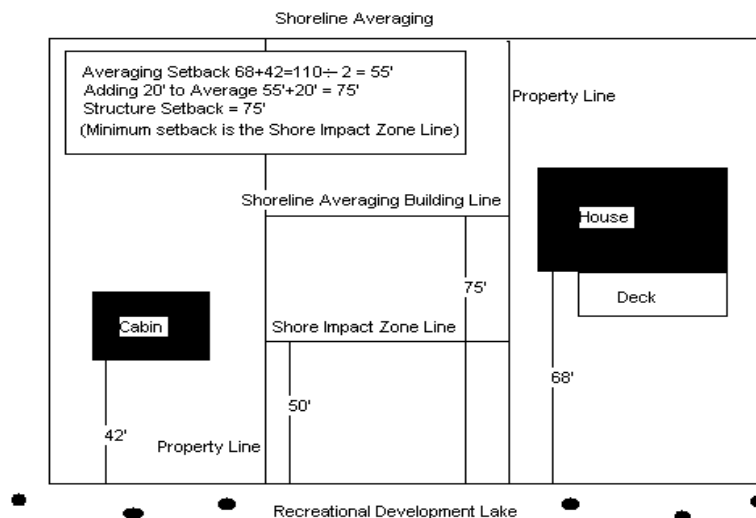 Shoreline Averaging
Averaging Setback 68+42=110÷ 2 = 55'
Adding 20' to Average 55'+20' = 75'
Structure Setback = 75'
(Minimum setback is the Shore Impact Zone Line)
Property Line
Shoreline Averaging Building Line
House
75'
Deck
Cabin
Shore Impact Zone Line
68'
50'
42'
Property Line
Recreational Development Lake